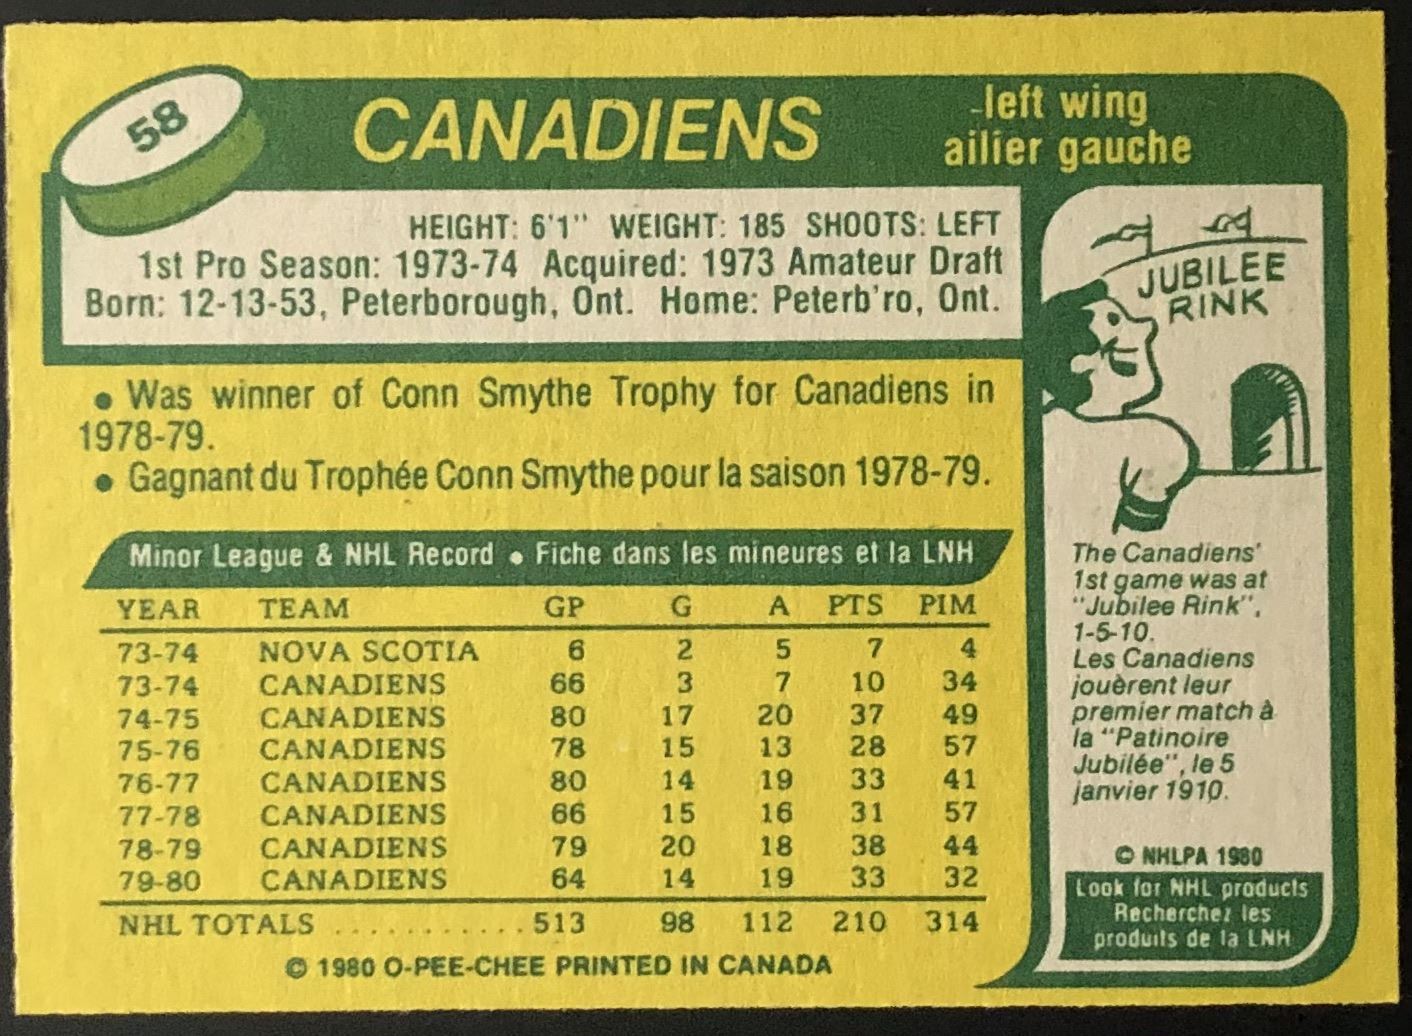 58
CANADIENS
left wing
ailier gauche
HEIGHT: 6'1" WEIGHT: 185 SHOOTS: LEFT
1st Pro Season: 1973-74 Acquired: 1973 Amateur Draft
Born: 12-13-53, Peterborough, Ont. Home: Peterb'ro, Ont.
• Was winner of Conn Smythe Trophy for Canadiens in
1978-79.
• Gagnant du Trophée Conn Smythe pour la saison 1978-79.
Minor League & NHL Record • Fiche dans les mineures et la LNH
YEAR TEAM GP G A PTS PIM
73-74 NOVA SCOTIA 6 2 5 7 4
73-74 CANADIENS 66 3 7 10 34
74-75 CANADIENS 80 17 20 37 49
75-76 CANADIENS 78 15 13 28 57
76-77 CANADIENS 80 14 19 33 41
77-78 CANADIENS 66 15 16 31 57
78-79 CANADIENS 79 20 18 38 44
79-80 CANADIENS 64 14 19 33 32
NHL TOTALS . . . . . . . . . . . . 513 98 112 210 314
© 1980 O-PEE-CHEE PRINTED IN CANADA
JUBILEE
RINK
The Canadiens'
1st game was at
"Jubilee Rink",
1-5-10.
Les Canadiens
jouèrent leur
premier match à
la "Patinoire
Jubilée", le 5
janvier 1910.
© NHLPA 1980
Look for NHL products
Recherchez les
produits de la LNH